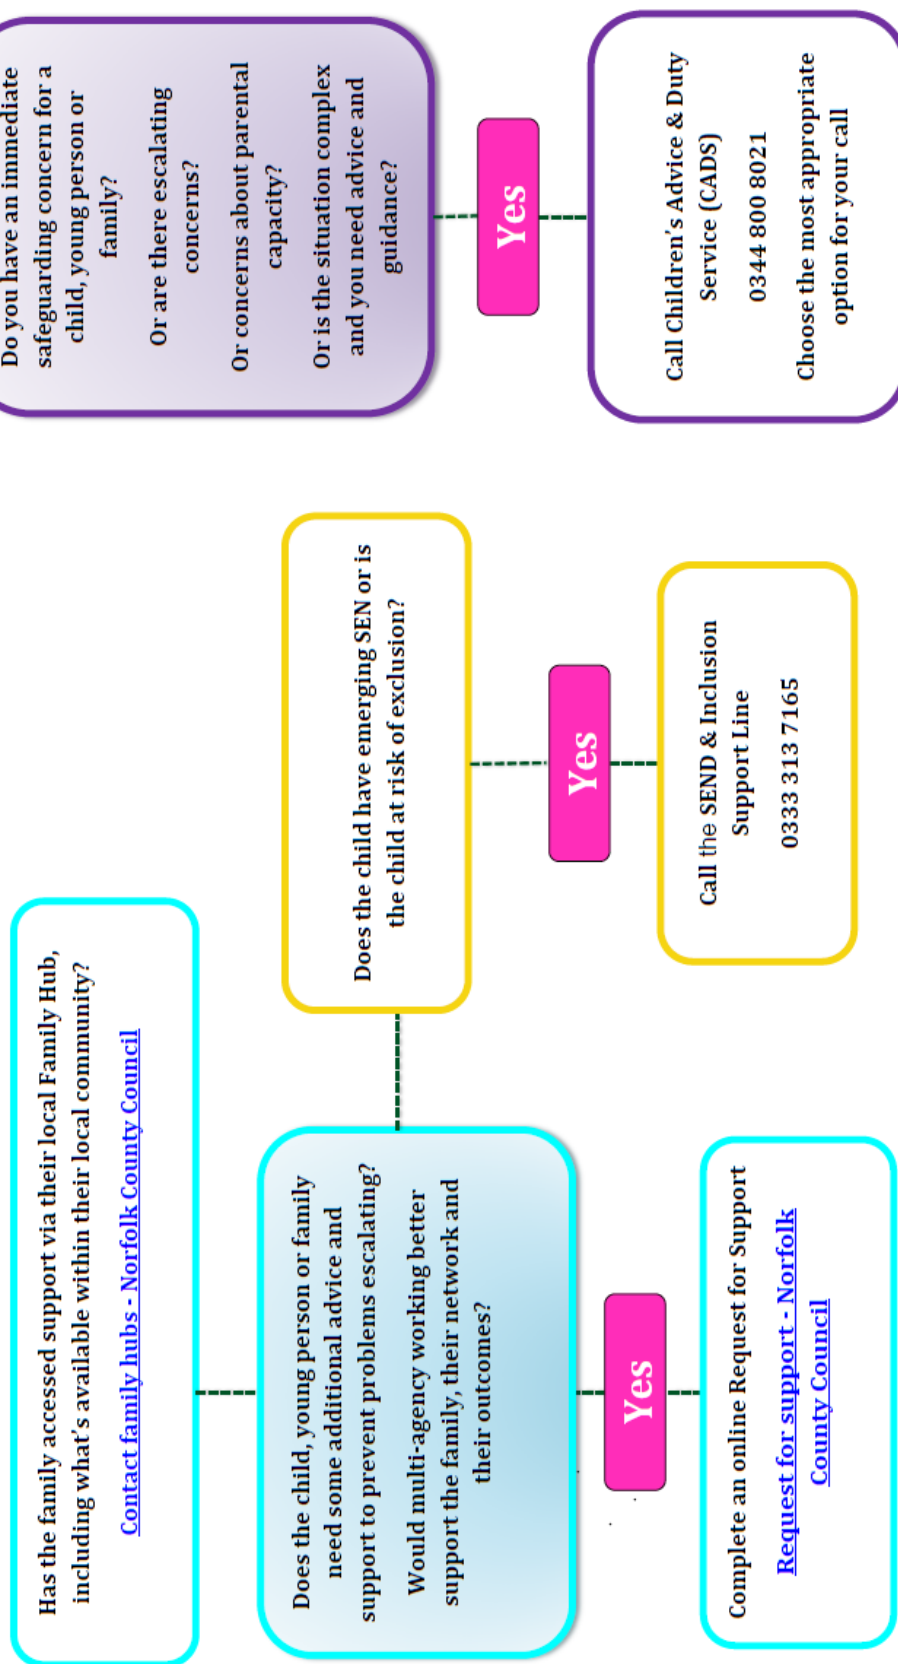 Has the family accessed support via their local Family Hub,
including what's available within their local community?
Contact family hubs - Norfolk County Council
Does the child, young person or family
need some additional advice and
support to prevent problems escalating?
Would multi-agency working better
support the family, their network and
their outcomes?
Yes
Complete an online Request for Support
Request for support - Norfolk
County Council
Does the child have emerging SEN or is
the child at risk of exclusion?
Yes
Call the SEND & Inclusion
Support Line
0333 313 7165
Do you have an immediate
safeguarding concern for a
child, young person or
family?
Or are there escalating
concerns?
Or concerns about parental
capacity?
Or is the situation complex
and you need advice and
guidance?
Yes
Call Children's Advice & Duty
Service (CADS)
0344 800 8021
Choose the most appropriate
option for your call